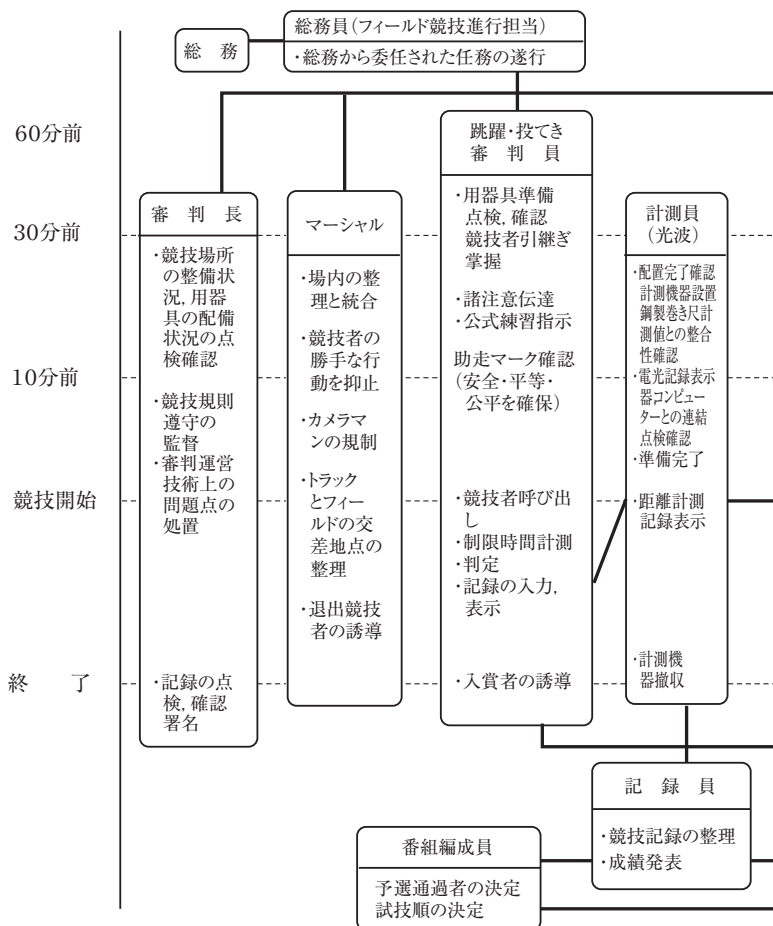 総務
総務員(フィールド競技進行担当)
・総務から委任された任務の遂行
60分前
30分前
10分前
競技開始
終了
審判長
・競技場所
の整備状
況,用器
具の配備
状況の点
検確認
・競技規則
遵守の
監督
・審判運営
技術上の
問題点の
処置
・記録の点
検,確認
署名
マーシャル
・場内の整
理と統合
・競技者の
勝手な行
動を抑止
・カメラマ
ンの規制
・トラック
とフィー
ルドの交
差地点の
整理
・退出競技
者の誘導
跳躍・投てき
審判員
・用器具準備
点検,確認
競技者引継ぎ
掌握
・諸注意伝達
・公式練習指示
助走マーク確認
(安全・平等・
公平を確保)
・競技者呼び出
し
・制限時間計測
・判定
・記録の入力,
表示
・入賞者の誘導
計測員
(光波)
・配置完了確認
計測機器設置
鋼製巻き尺計
測値との整合
性確認
・電光記録表示
器コンピュー
ターとの連結
点検確認
・準備完了
・距離計測
記録表示
・計測機
器撤収
記録員
・競技記録の整理
・成績発表
番組編成員
予選通過者の決定
試技順の決定